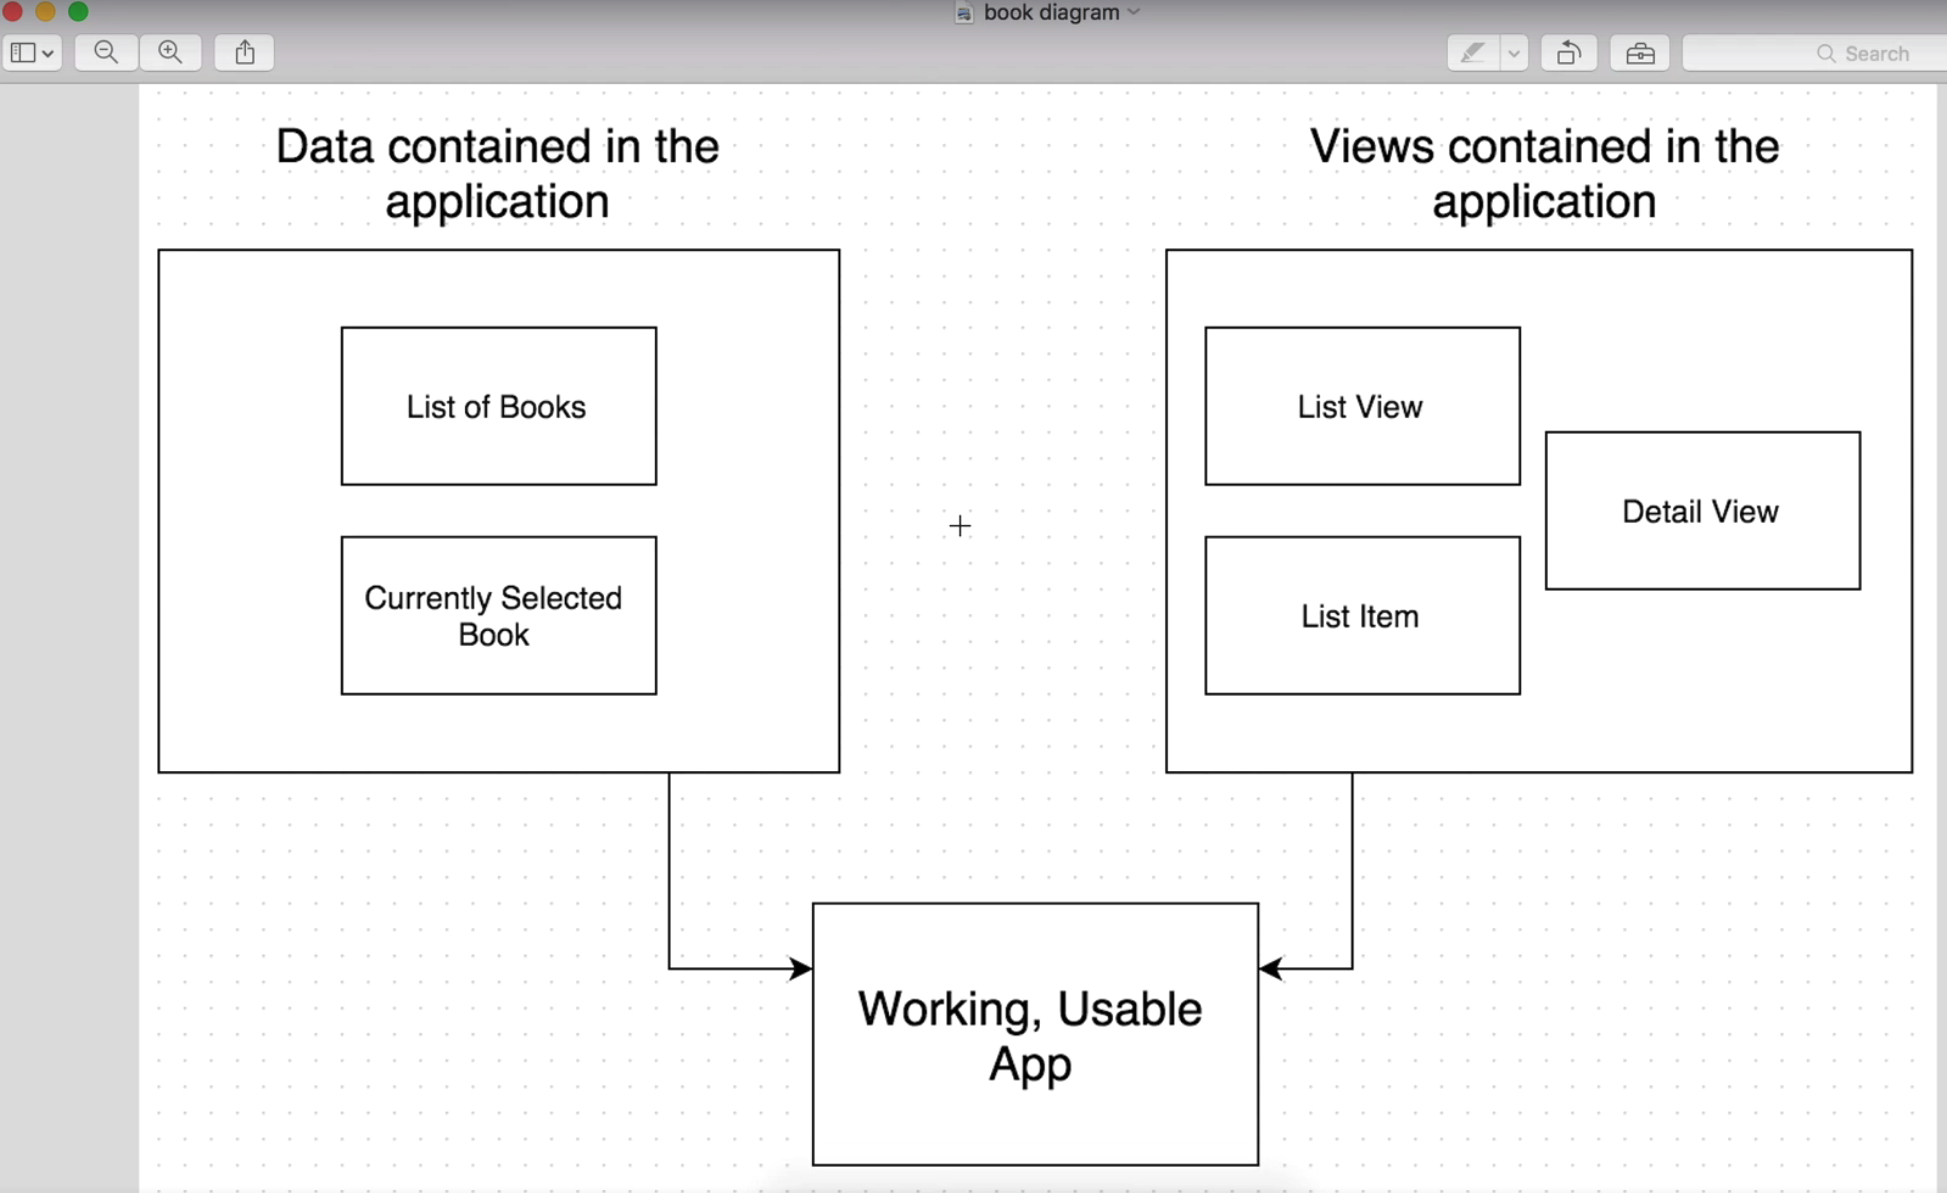 book diagram
Search
Data contained in the
application
Views contained in the
application
List of Books
Currently Selected
Book
List View
Detail View
List Item
Working, Usable
App